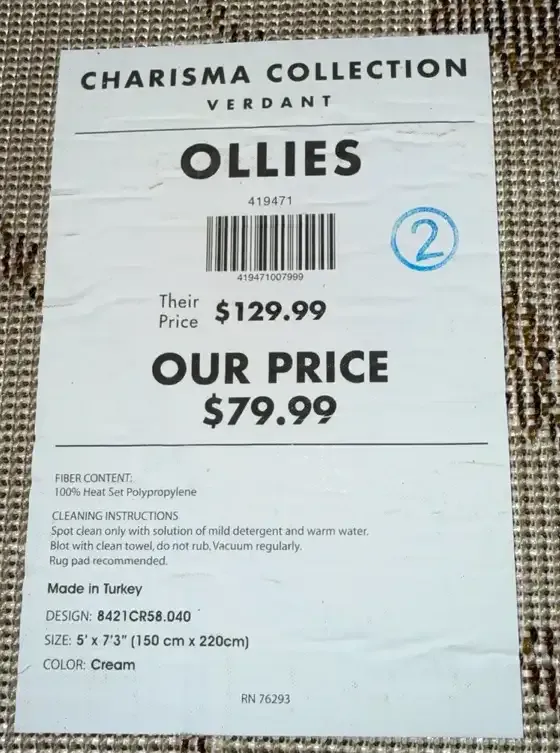 CHARISMA COLLECTION
VERDANT
OLLIES
419471
419471007999
2
Their Price $129.99
OUR PRICE
$79.99
FIBER CONTENT:
100% Heat Set Polypropylene
CLEANING INSTRUCTIONS
Spot clean only with solution of mild detergent and warm water.
Blot with clean towel, do not rub. Vacuum regularly.
Rug pad recommended.
Made in Turkey
DESIGN: 8421CR58.040
SIZE: 5' x 7'3" (150 cm x 220cm)
COLOR: Cream
RN 76293